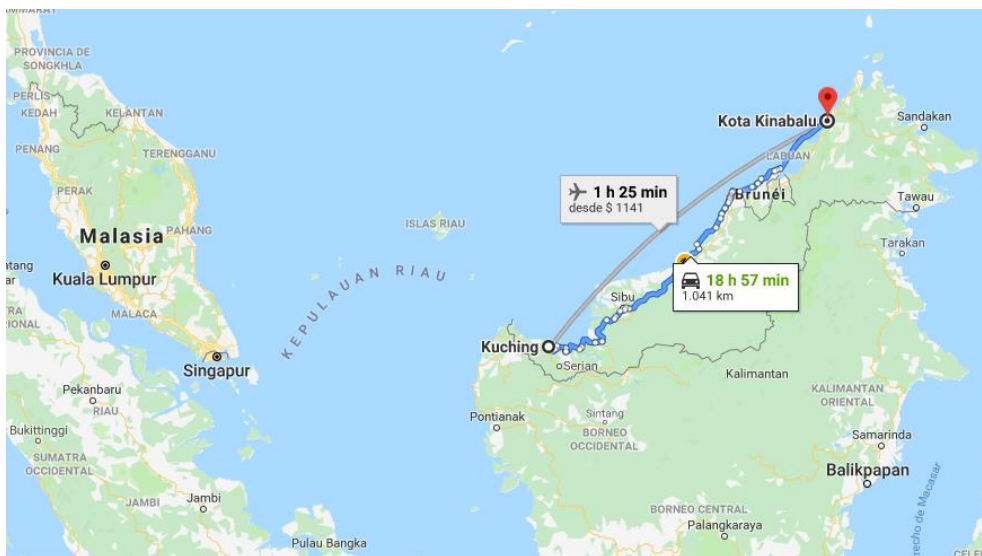 PROVINCIA DE
SONGKHLA
PERLIS
KEDAH
KELANTAN
PENANG
TERENGGANU
PERAK
PAHANG
Malasia
Kuala Lumpur
MALACA
Singapur
Pekanbaru
RIAU
Bukittinggi
SUMATRA
OCCIDENTAL
JAMBI
Jambi
Pulau Bangka
ISLAS RIAU
KEPULAUAN RIAU
Kota Kinabalu
Sandakan
LABUAN
1 h 25 min
desde $ 1141
Brunéi
Tawau
Tarakan
18 h 57 min
1.041 km
Sibu
Kuching
Serian
Kalimantan
KALIMANTAN
ORIENTAL
Pontianak
Sintang
BORNEO
OCCIDENTAL
Samarinda
Balikpapan
BORNEO CENTRAL
Palangkaraya
recho de Macasar